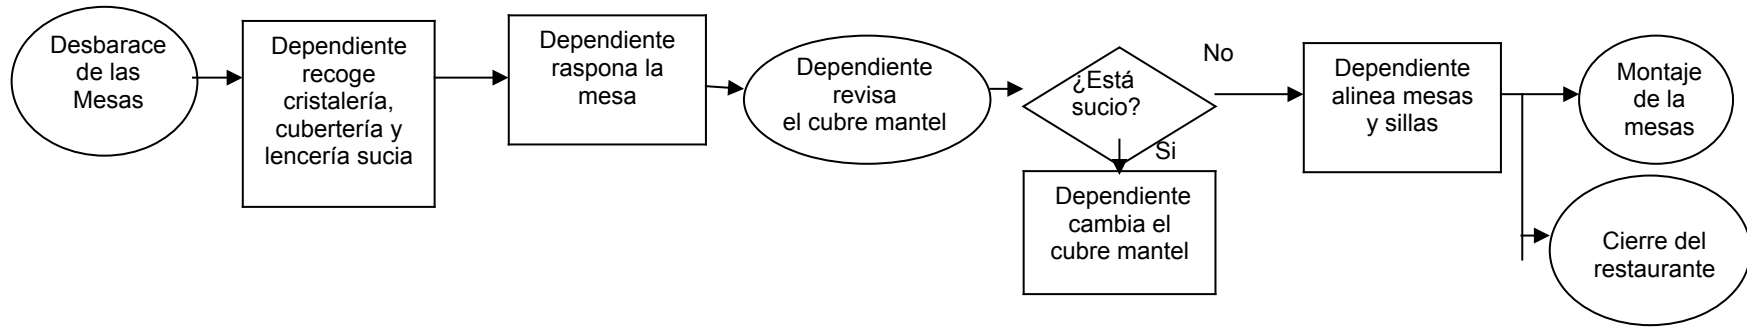 Desbarace
de las
Mesas
Dependiente
recoge
cristalería,
cubertería y
lencería sucia
Dependiente
raspona la
mesa
Dependiente
revisa
el cubre mantel
¿Está
sucio?
No
Si
Dependiente
cambia el
cubre mantel
Dependiente
alinea mesas
y sillas
Montaje
de la
mesas
Cierre del
restaurante